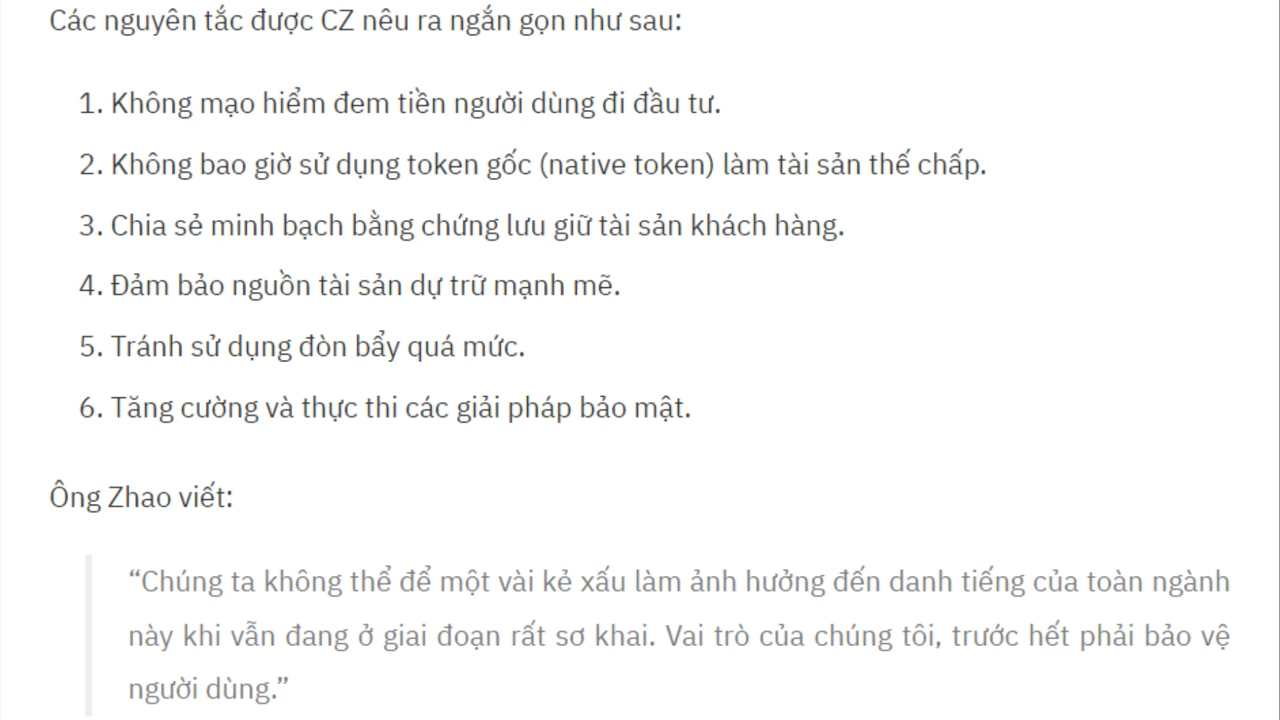 Các nguyên tắc được CZ nêu ra ngắn gọn như sau:
1. Không mạo hiểm đem tiền người dùng đi đầu tư.
2. Không bao giờ sử dụng token gốc (native token) làm tài sản thế chấp.
3. Chia sẻ minh bạch bằng chứng lưu giữ tài sản khách hàng.
4. Đảm bảo nguồn tài sản dự trữ mạnh mẽ.
5. Tránh sử dụng đòn bẩy quá mức.
6. Tăng cường và thực thi các giải pháp bảo mật.
Ông Zhao viết:
“Chúng ta không thể để một vài kẻ xấu làm ảnh hưởng đến danh tiếng của toàn ngành
này khi vẫn đang ở giai đoạn rất sơ khai. Vai trò của chúng tôi, trước hết phải bảo vệ
người dùng.”